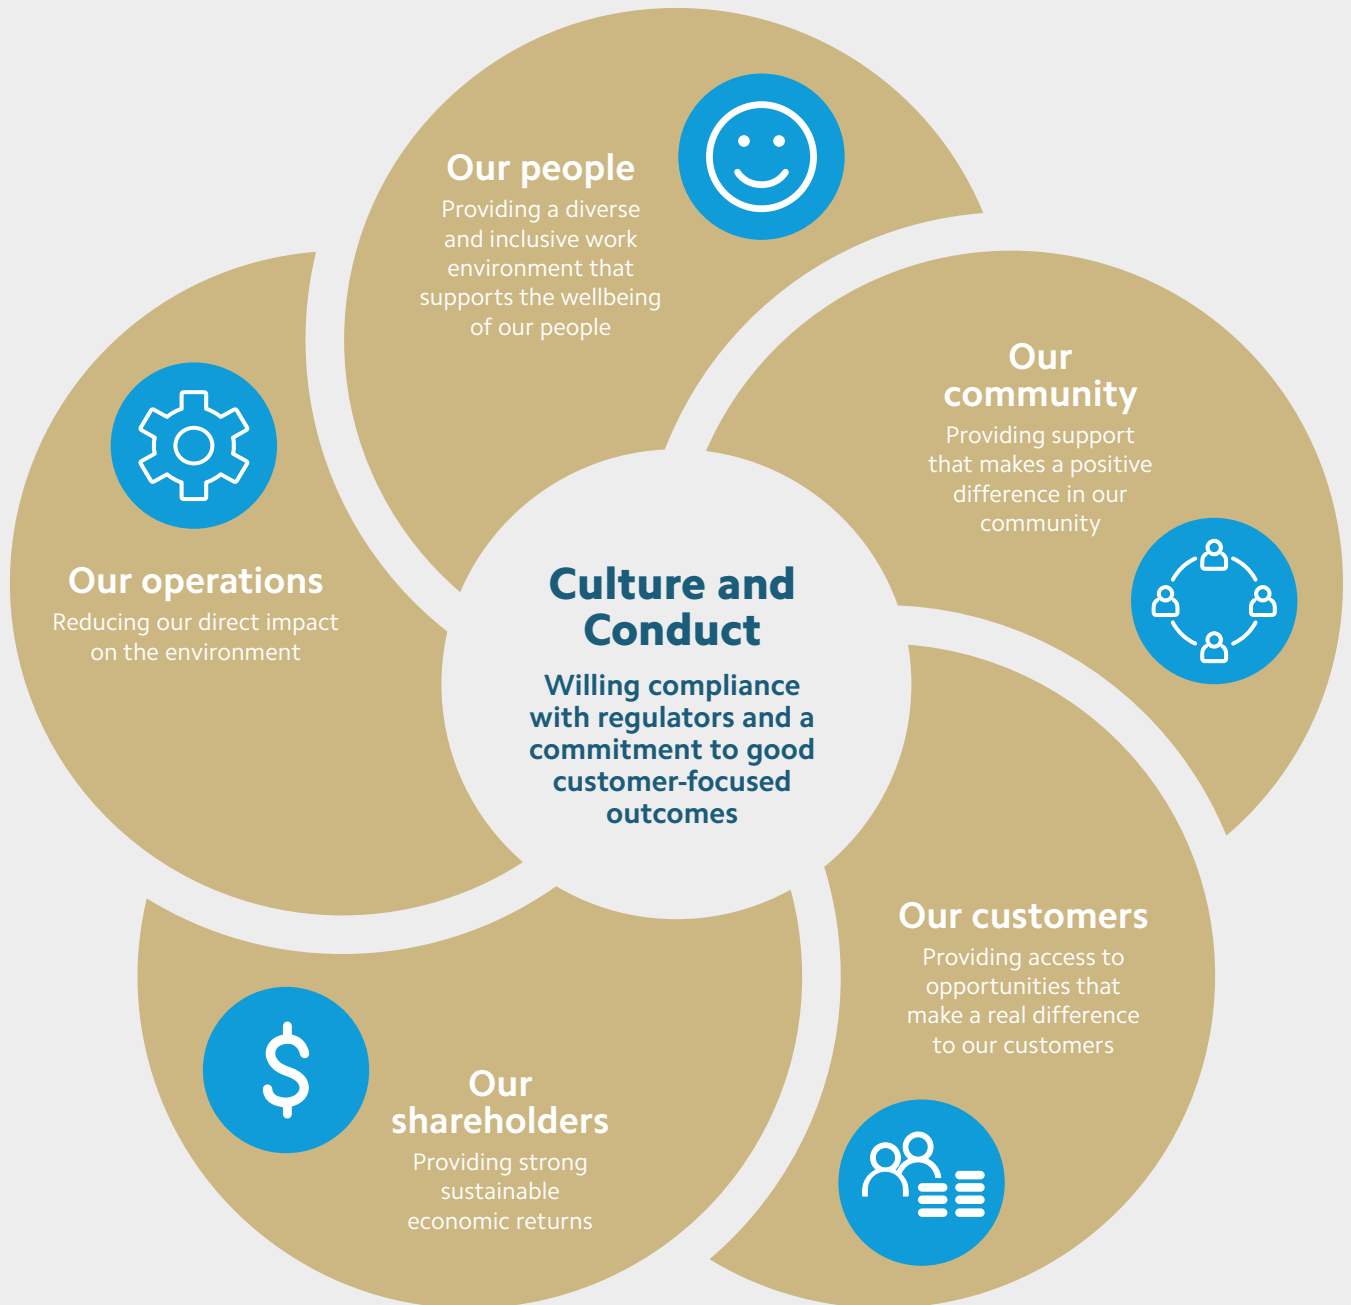 Our people
Providing a diverse
and inclusive work
environment that
supports the wellbeing
of our people
Our
community
Providing support
that makes a positive
difference in our
community
Our operations
Reducing our direct impact
on the environment
Culture and
Conduct
Willing compliance
with regulators and a
commitment to good
customer-focused
outcomes
Our customers
Providing access to
opportunities that
make a real difference
to our customers
$
Our
shareholders
Providing strong
sustainable
economic returns